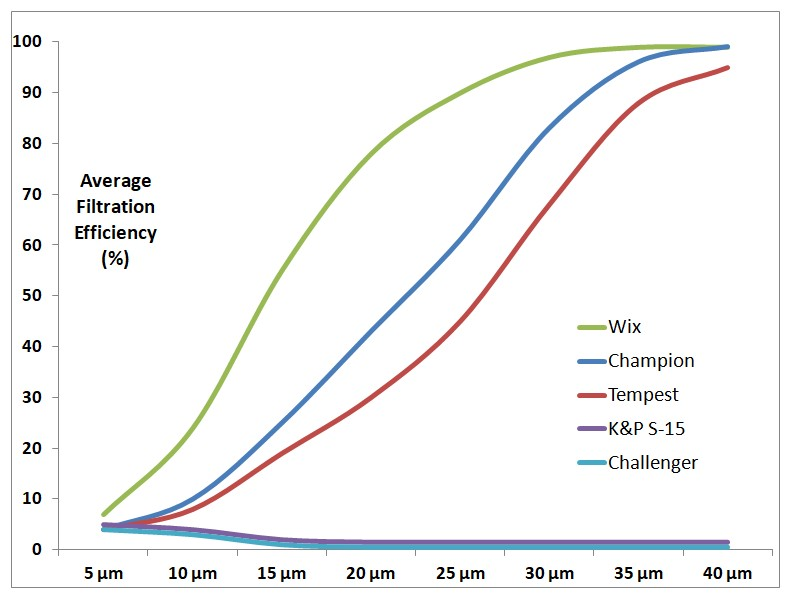 100
90
80
70
60
50
40
30
20
10
0
Average
Filtration
Efficiency
(%)
Wix
Champion
Tempest
K&P S-15
Challenger
5 µm 10 µm 15 µm 20 µm 25 µm 30 µm 35 µm 40 µm